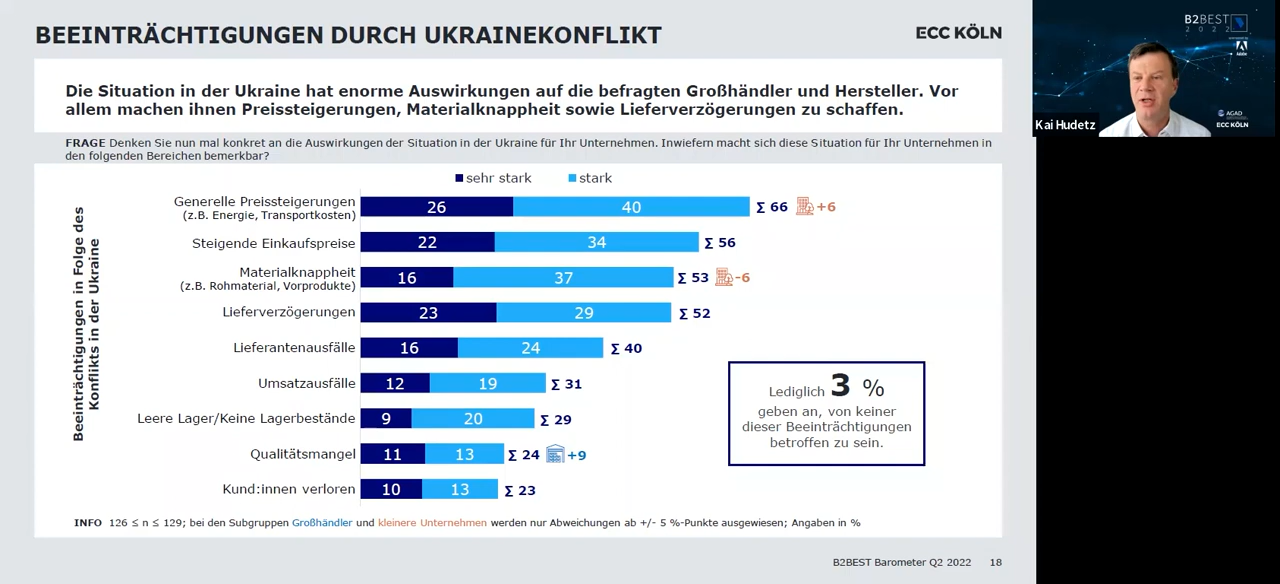 BEEINTRÄCHTIGUNGEN DURCH UKRAINEKONFLIKT
ECC KÖLN
Die Situation in der Ukraine hat enorme Auswirkungen auf die befragten Großhändler und Hersteller. Vor
allem machen ihnen Preissteigerungen, Materialknappheit sowie Lieferverzögerungen zu schaffen.
FRAGE Denken Sie nun mal konkret an die Auswirkungen der Situation in der Ukraine für Ihr Unternehmen. Inwiefern macht sich diese Situation für Ihr Unternehmen in
den folgenden Bereichen bemerkbar?
sehr stark stark
Beeinträchtigungen in Folge des
Konflikts in der Ukraine
Generelle Preissteigerungen
(z.B. Energie, Transportkosten)
26 40 Σ 66 +6
Steigende Einkaufspreise 22 34 Σ 56
Materialknappheit
(z.B. Rohmaterial, Vorprodukte)
16 37 Σ 53 -6
Lieferverzögerungen 23 29 Σ 52
Lieferantenausfälle 16 24 Σ 40
Umsatzausfälle 12 19 Σ 31
Leere Lager/Keine Lagerbestände 9 20 Σ 29
Qualitätsmangel 11 13 Σ 24 +9
Kund:innen verloren 10 13 Σ 23
Lediglich 3 %
geben an, von keiner
dieser Beeinträchtigungen
betroffen zu sein.
INFO 126 ≤ n ≤ 129; bei den Subgruppen Großhändler und kleinere Unternehmen werden nur Abweichungen ab +/- 5 %-Punkte ausgewiesen; Angaben in %
B2BEST Barometer Q2 2022 18
B2BEST
2022
Adobe
AGAD
ECC KÖLN
Kai Hudetz